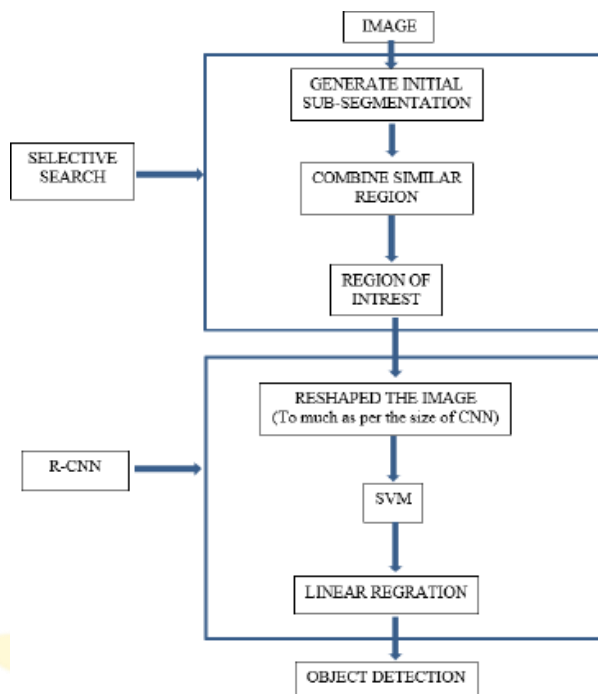 IMAGE
GENERATE INITIAL
SUB-SEGMENTATION
SELECTIVE
SEARCH
COMBINE SIMILAR
REGION
REGION OF
INTREST
RESHAPED THE IMAGE
(To much as per the size of CNN)
R-CNN
SVM
LINEAR REGRATION
OBJECT DETECTION